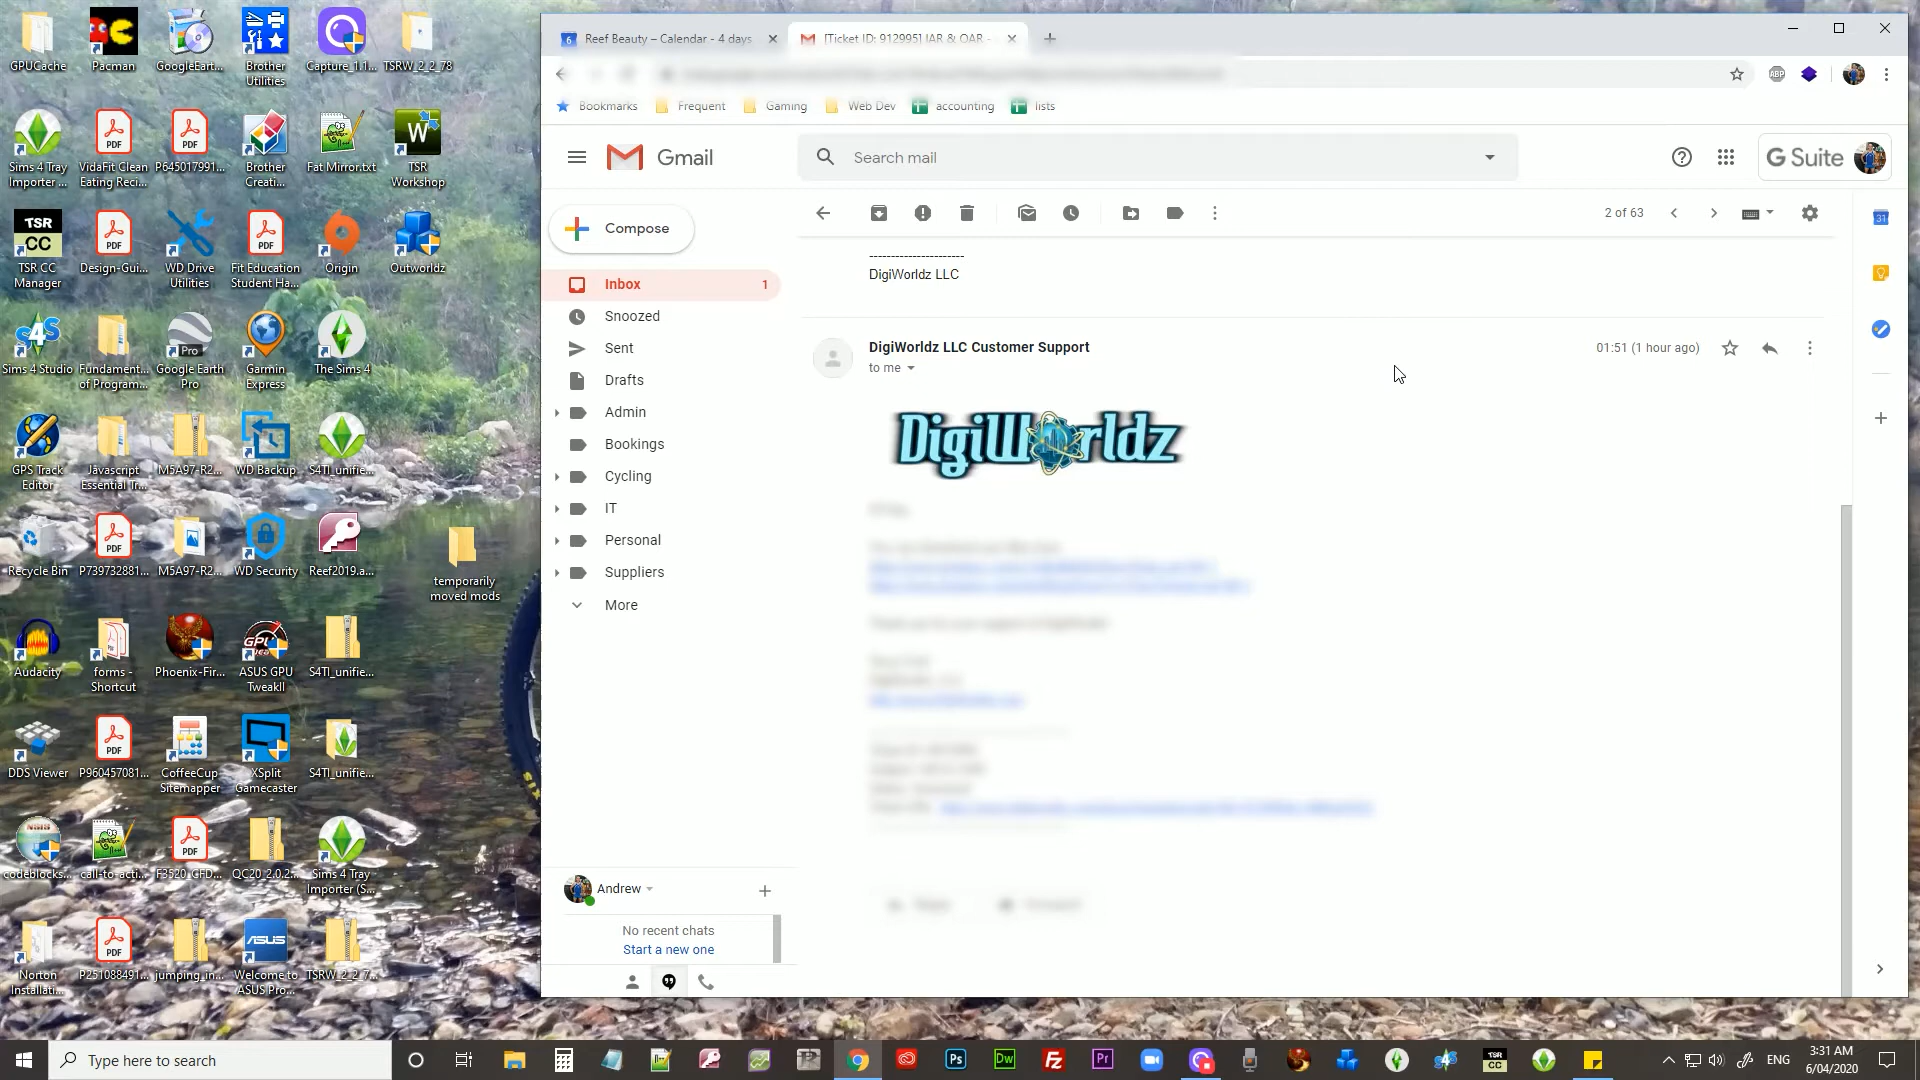 GPUCache
Pacman
GoogleEart...
Brother Utilities
Capture_1.1...
TSRW_2_2_78
Sims 4 Tray Importer ...
VidaFit Clean Eating Reci...
P645017991...
Brother Creati...
Fat Mirror.txt
TSR Workshop
TSR CC Manager
Design-Gui...
WD Drive Utilities
Fit Education Student Ha...
Origin
Outworldz
Sims 4 Studio
Fundament... of Program...
Google Earth Pro
Garmin Express
The Sims 4
GPS Track Editor
Javascript Essential Tr...
M5A97-R2...
WD Backup
S4TI_unifie...
Recycle Bin
P739732881...
M5A97-R2...
WD Security
Reef2019.a...
temporarily moved mods
Audacity
forms - Shortcut
Phoenix-Fir...
ASUS GPU TweakII
S4TI_unifie...
DDS Viewer
P960457081...
CoffeeCup Sitemapper
XSplit Gamecaster
S4TI_unifie...
codeblocks...
call-to-acti...
F3520_CFD...
QC20_2.0.2...
Sims 4 Tray Importer (S...
Norton Installati...
P251088491...
jumping_in...
Welcome to ASUS Pro...
TSRW_2_2_7...
Reef Beauty – Calendar - 4 days
[Ticket ID: 912995] IAR & OAR -
Bookmarks
Frequent
Gaming
Web Dev
accounting
lists
Gmail
Search mail
G Suite
Compose
2 of 63
Inbox 1
Snoozed
Sent
Drafts
Admin
Bookings
Cycling
IT
Personal
Suppliers
More
----------------------
DigiWorldz LLC
DigiWorldz LLC Customer Support
01:51 (1 hour ago)
to me
DigiWorldz
Andrew
No recent chats
Start a new one
Type here to search
ENG
3:31 AM
6/04/2020